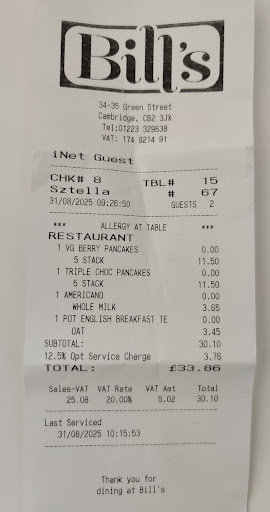 Bill's
34-35 Green Street
Cambridge, CB2 3JX
Tel:01223 329638
VAT: 174 9214 91
iNet Guest
CHK# 8 TBL# 15
Sztella # 67
31/08/2025 09:26:50 GUESTS 2
*** ALLERGY AT TABLE ***
RESTAURANT
1 VG BERRY PANCAKES 0.00
5 STACK 11.50
1 TRIPLE CHOC PANCAKES 0.00
5 STACK 11.50
1 AMERICANO 0.00
WHOLE MILK 3.65
1 POT ENGLISH BREAKFAST TE 0.00
OAT 3.45
SUBTOTAL: 30.10
12.5% Opt Service Charge 3.76
TOTAL: £33.86
Sales-VAT VAT Rate VAT Amt Total
25.08 20.00% 5.02 30.10
Last Serviced
31/08/2025 10:15:53
Thank you for
dining at Bill's